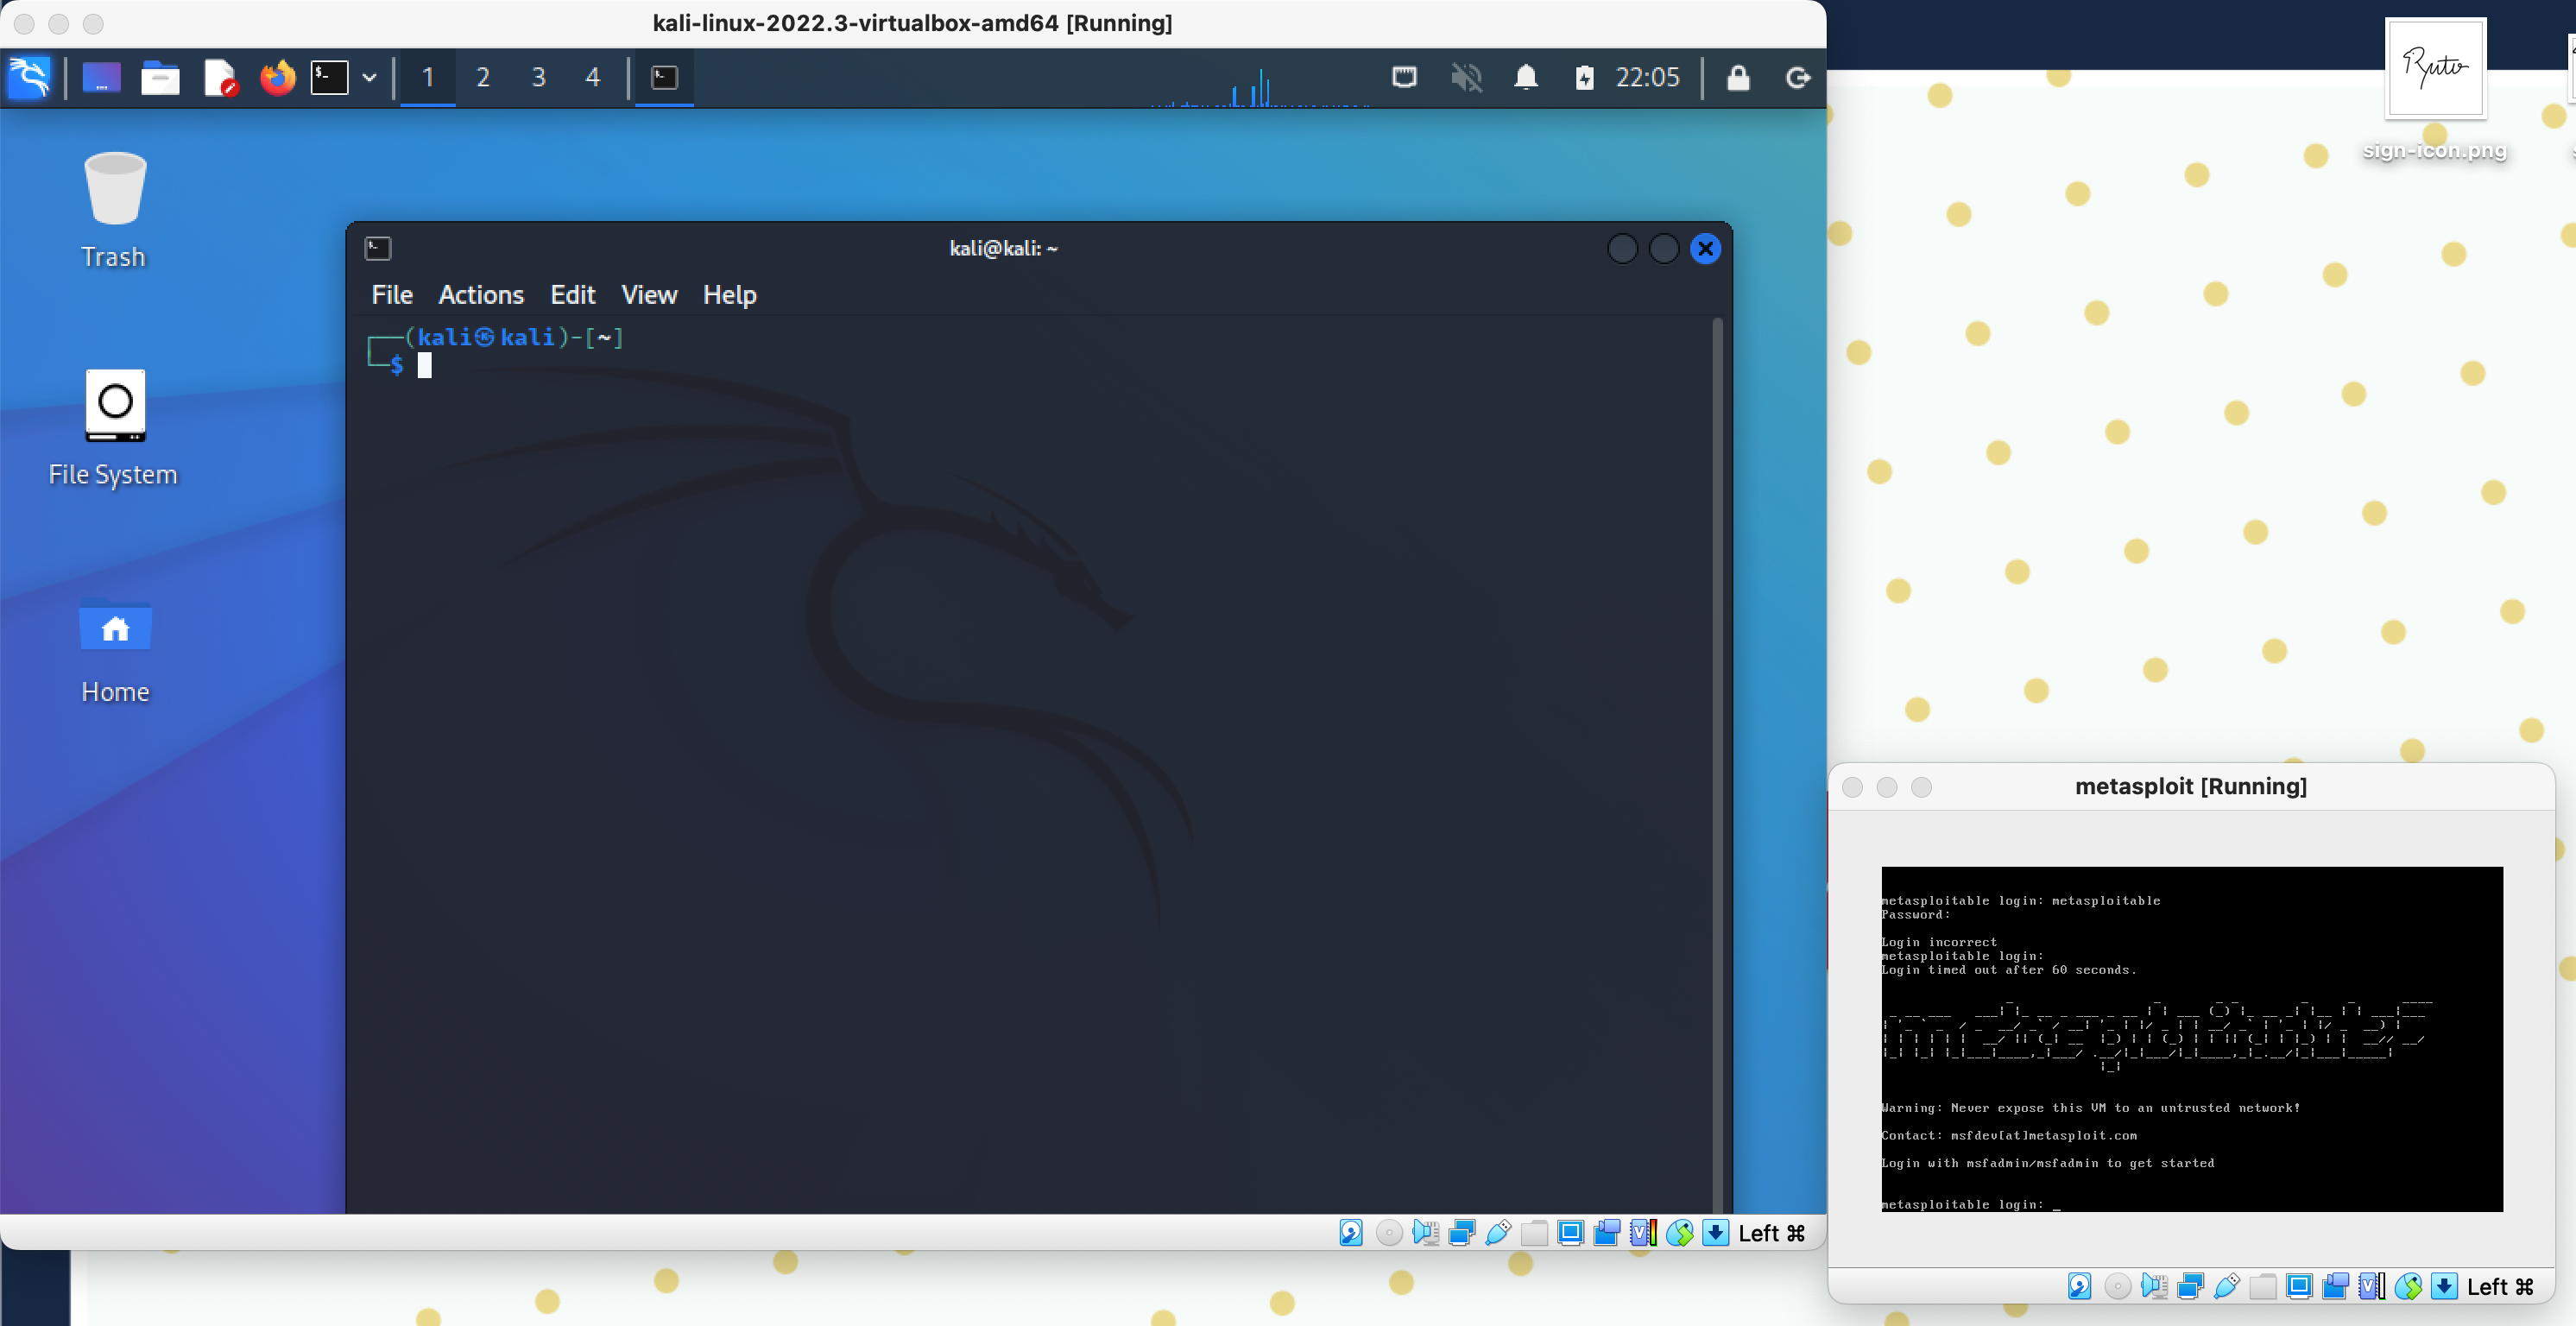 kali-linux-2022.3-virtualbox-amd64 [Running]
1 2 3 4
22:05
Ryuto
sign-icon.png
Trash
File System
Home
kali@kali: ~
File Actions Edit View Help
┌──(kali㉿kali)-[~]
└─$
Left ⌘
metasploit [Running]
metasploitable login: metasploitable
Password:
Login incorrect
metasploitable login:
Login timed out after 60 seconds.
metasploitable2
Warning: Never expose this VM to an untrusted network!
Contact: msfdev[at]metasploit.com
Login with msfadmin/msfadmin to get started
metasploitable login: _
Left ⌘